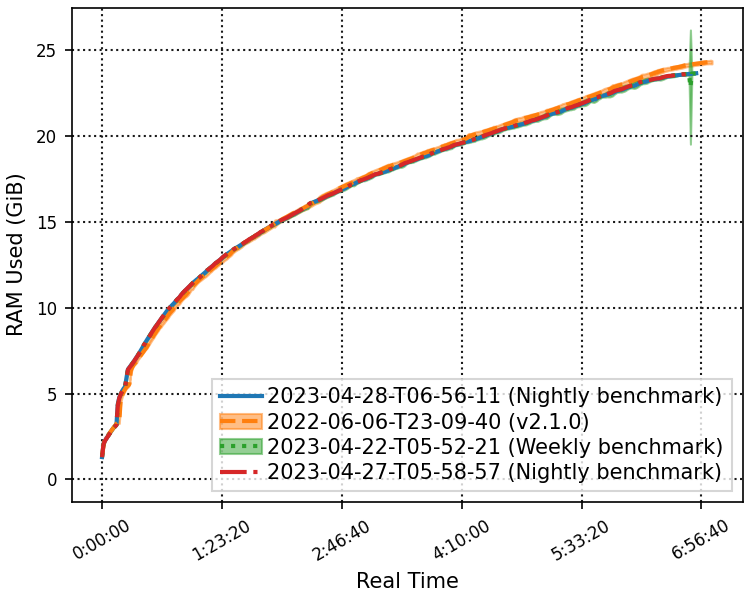 25
20
15
10
5
0
RAM Used (GiB)
2023-04-28-T06-56-11 (Nightly benchmark)
2022-06-06-T23-09-40 (v2.1.0)
2023-04-22-T05-52-21 (Weekly benchmark)
2023-04-27-T05-58-57 (Nightly benchmark)
0:00:00
1:23:20
2:46:40
4:10:00
5:33:20
6:56:40
Real Time